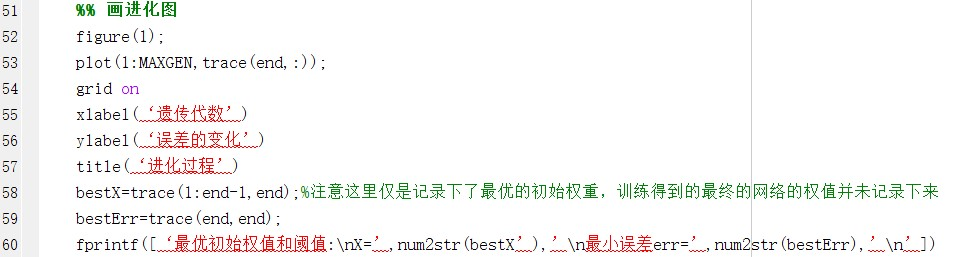 51 %% 画进化图
52 figure(1);
53 plot(1:MAXGEN,trace(end,:));
54 grid on
55 xlabel(‘遗传代数’)
56 ylabel(‘误差的变化’)
57 title(‘进化过程’)
58 bestX=trace(1:end-1,end);%注意这里仅是记录下了最优的初始权重，训练得到的最终的网络的权值并未记录下来
59 bestErr=trace(end,end);
60 fprintf([‘最优初始权值和阈值:\nX=’,num2str(bestX’),’\n最小误差err=’,num2str(bestErr),’\n’])